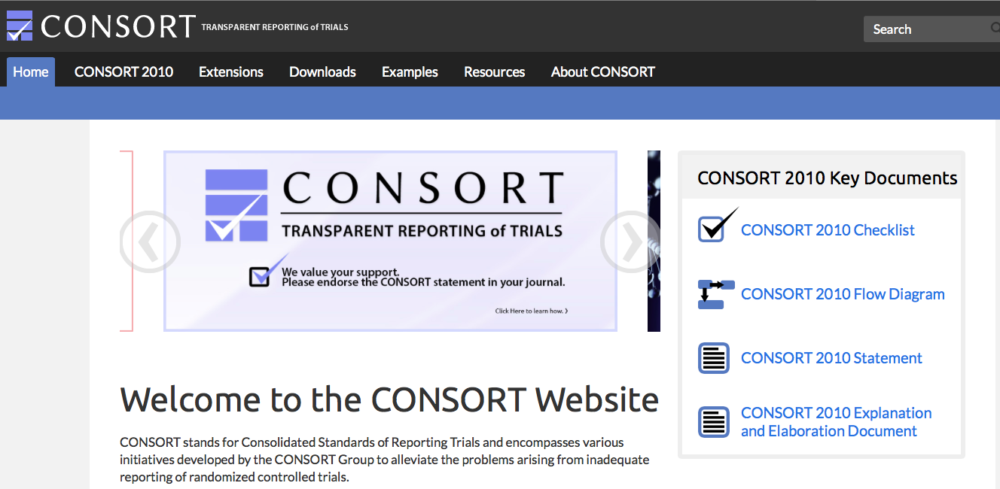 CONSORT TRANSPARENT REPORTING of TRIALS
Search
Home CONSORT 2010 Extensions Downloads Examples Resources About CONSORT
CONSORT
TRANSPARENT REPORTING of TRIALS
We value your support.
Please endorse the CONSORT statement in your journal.
Click Here to learn how. ❯
CONSORT 2010 Key Documents
CONSORT 2010 Checklist
CONSORT 2010 Flow Diagram
CONSORT 2010 Statement
CONSORT 2010 Explanation
and Elaboration Document
Welcome to the CONSORT Website
CONSORT stands for Consolidated Standards of Reporting Trials and encompasses various
initiatives developed by the CONSORT Group to alleviate the problems arising from inadequate
reporting of randomized controlled trials.